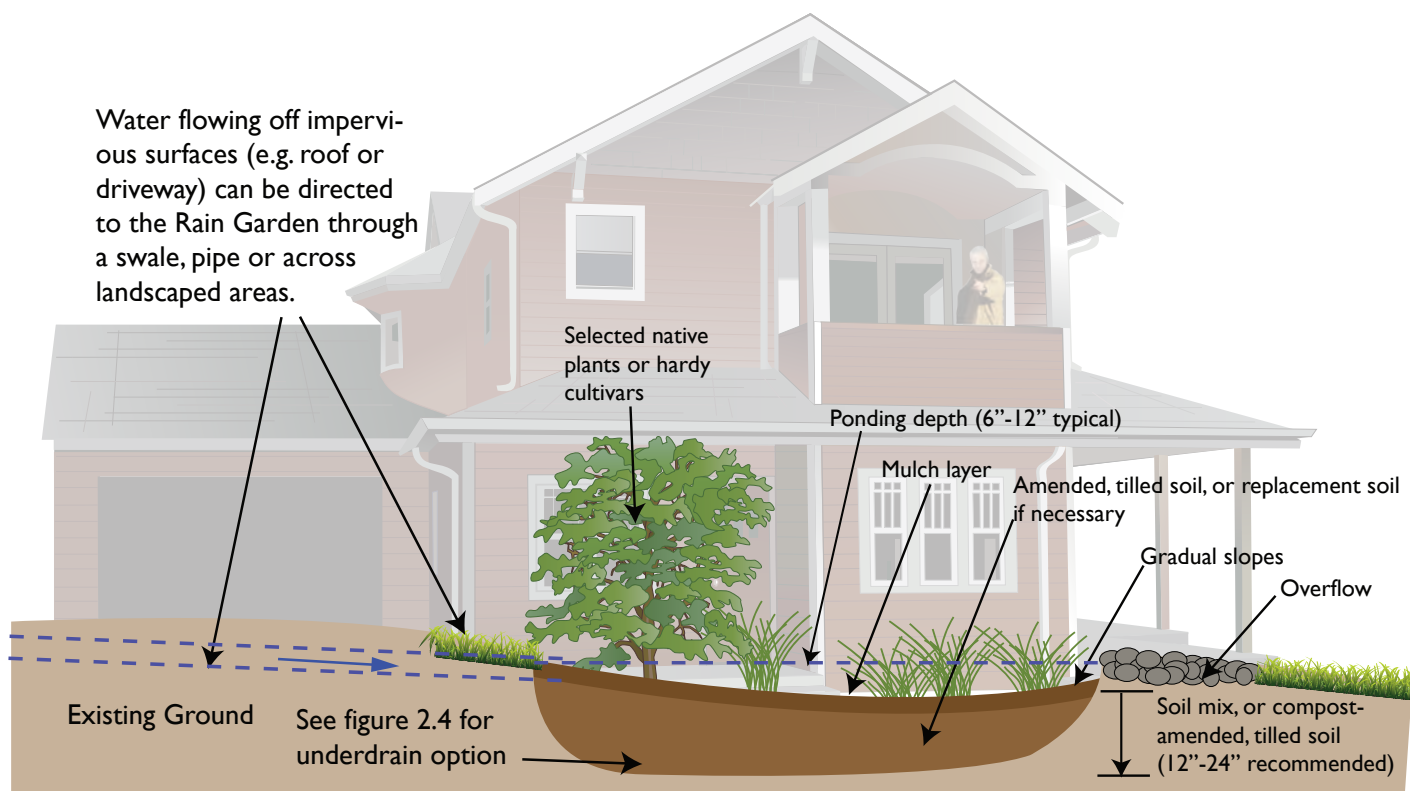 Water flowing off impervi-
ous surfaces (e.g. roof or
driveway) can be directed
to the Rain Garden through
a swale, pipe or across
landscaped areas.
Selected native
plants or hardy
cultivars
Ponding depth (6”-12” typical)
Mulch layer
Amended, tilled soil, or replacement soil
if necessary
Gradual slopes
Overflow
Existing Ground
See figure 2.4 for
underdrain option
Soil mix, or compost-
amended, tilled soil
(12”-24” recommended)